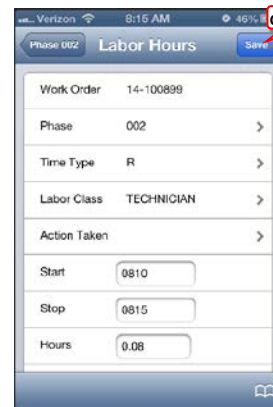 Verizon 8:15 AM 46%
Phase 002 Labor Hours Save
Work Order 14-100899
Phase 002
Time Type R
Labor Class TECHNICIAN
Action Taken
Start 0810
Stop 0815
Hours 0.08